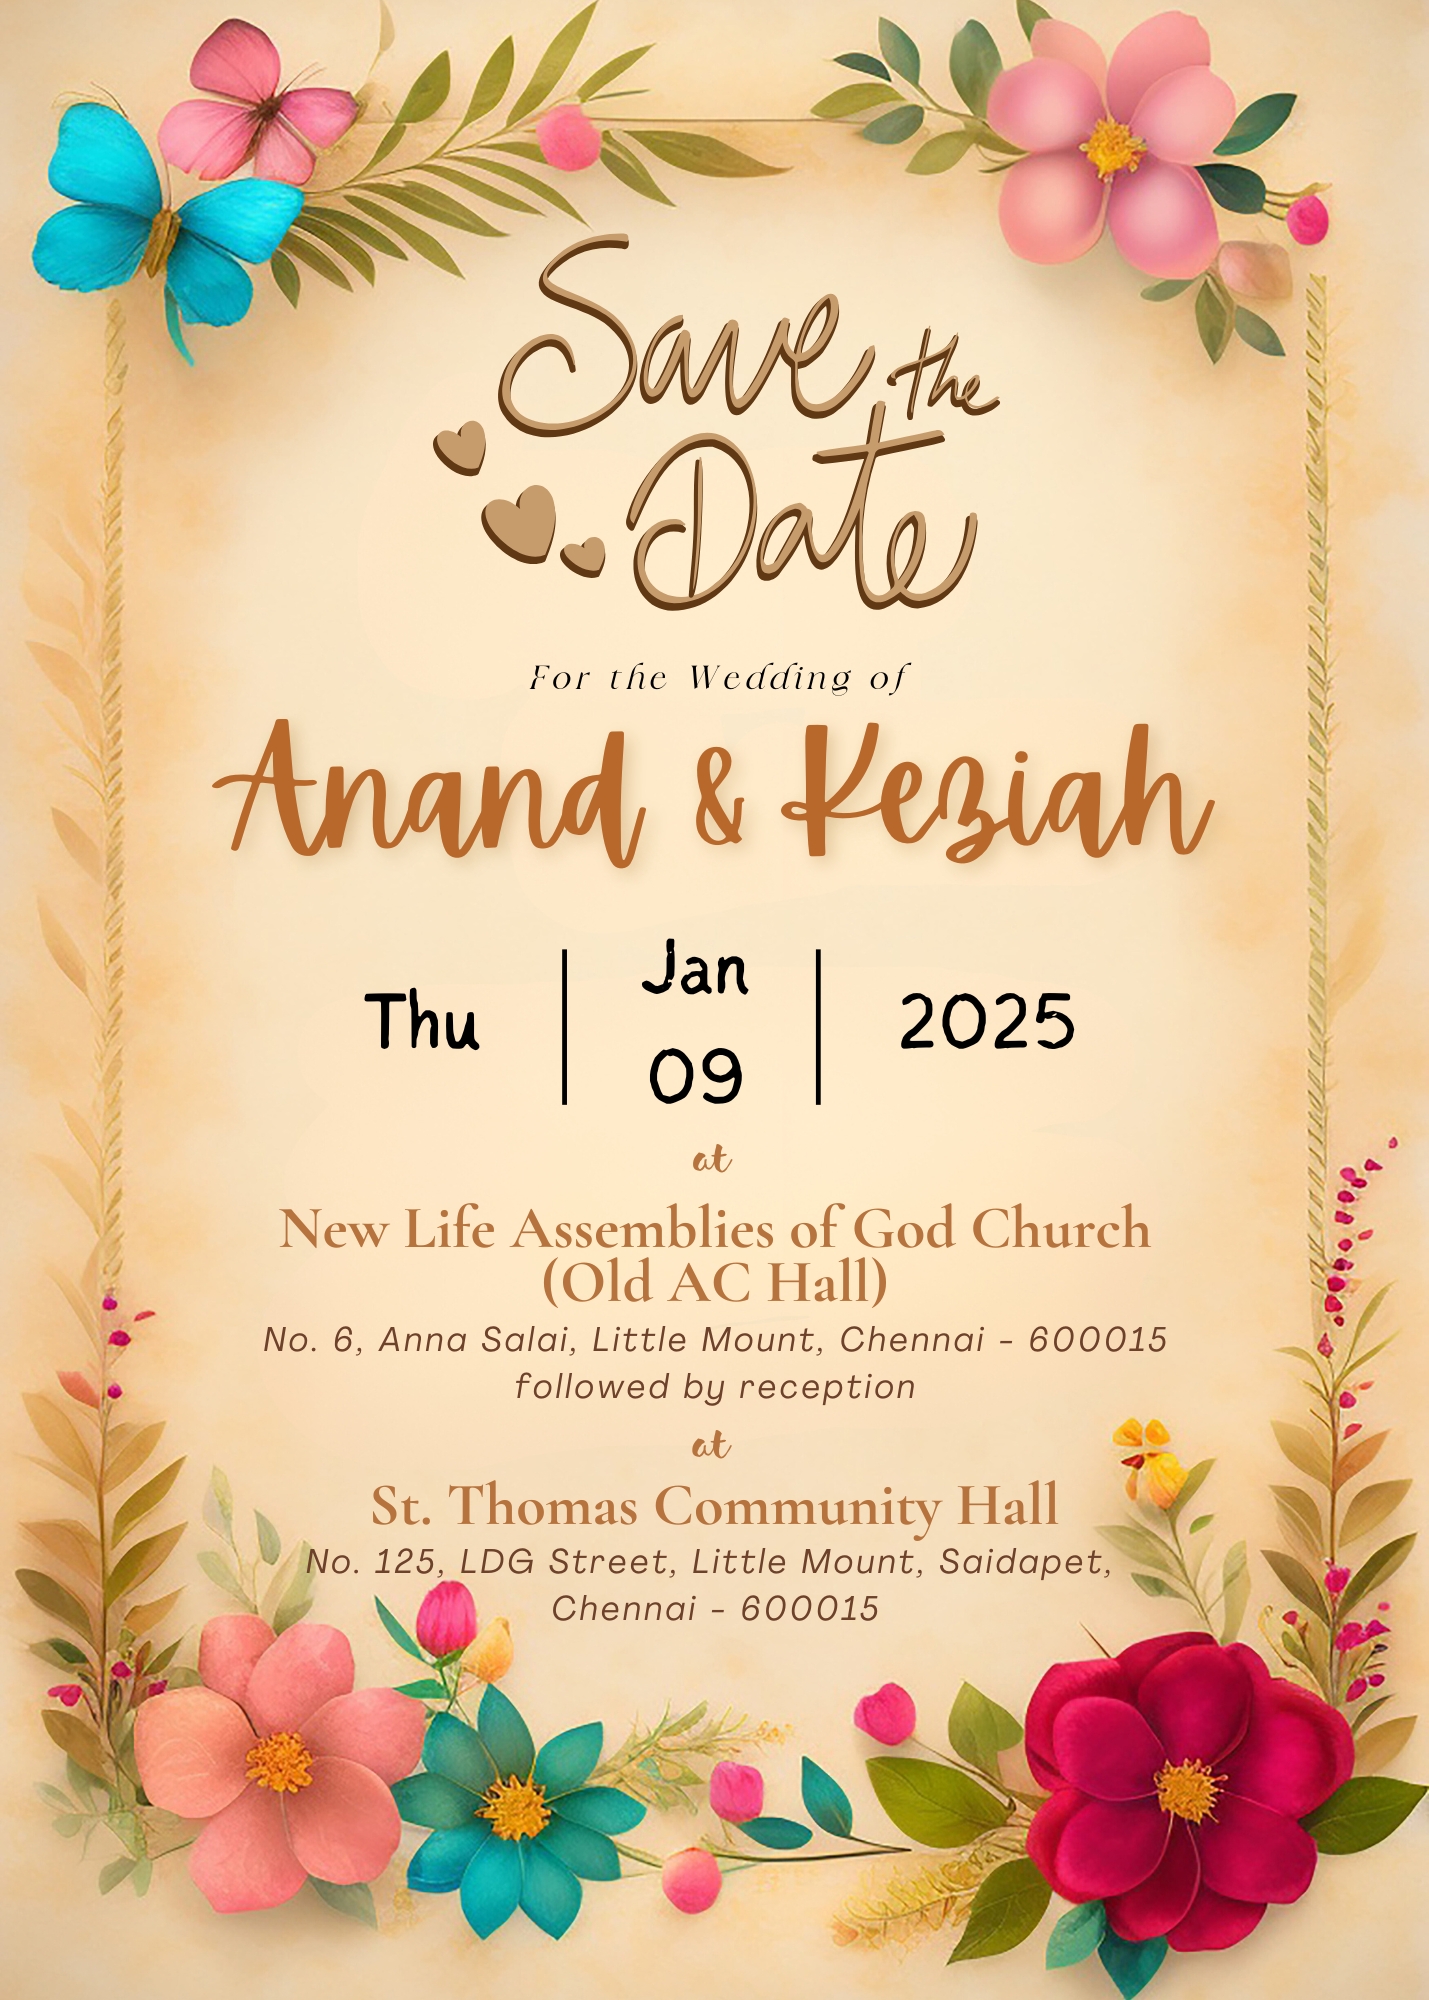 Save the
Date
For the Wedding of
Anand & Keziah
Thu
Jan
09
2025
at
New Life Assemblies of God Church
(Old AC Hall)
No. 6, Anna Salai, Little Mount, Chennai - 600015
followed by reception
at
St. Thomas Community Hall
No. 125, LDG Street, Little Mount, Saidapet,
Chennai - 600015